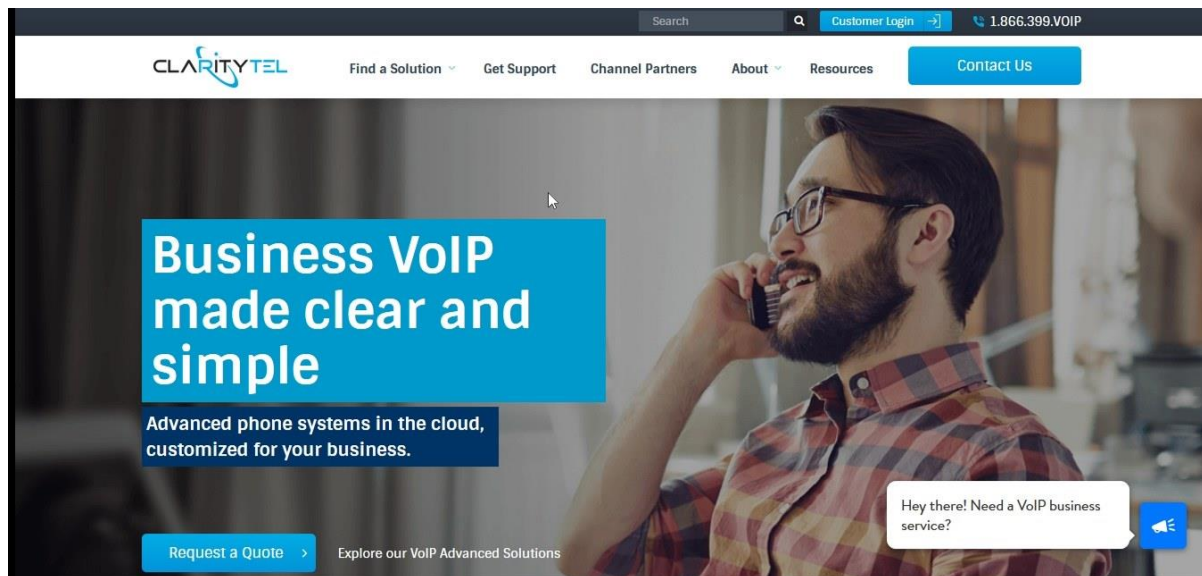 Search
Customer Login
1.866.399.VOIP
CLARITYTEL
Find a Solution
Get Support
Channel Partners
About
Resources
Contact Us
Business VoIP
made clear and
simple
Advanced phone systems in the cloud,
customized for your business.
Request a Quote
Explore our VoIP Advanced Solutions
Hey there! Need a VoIP business
service?